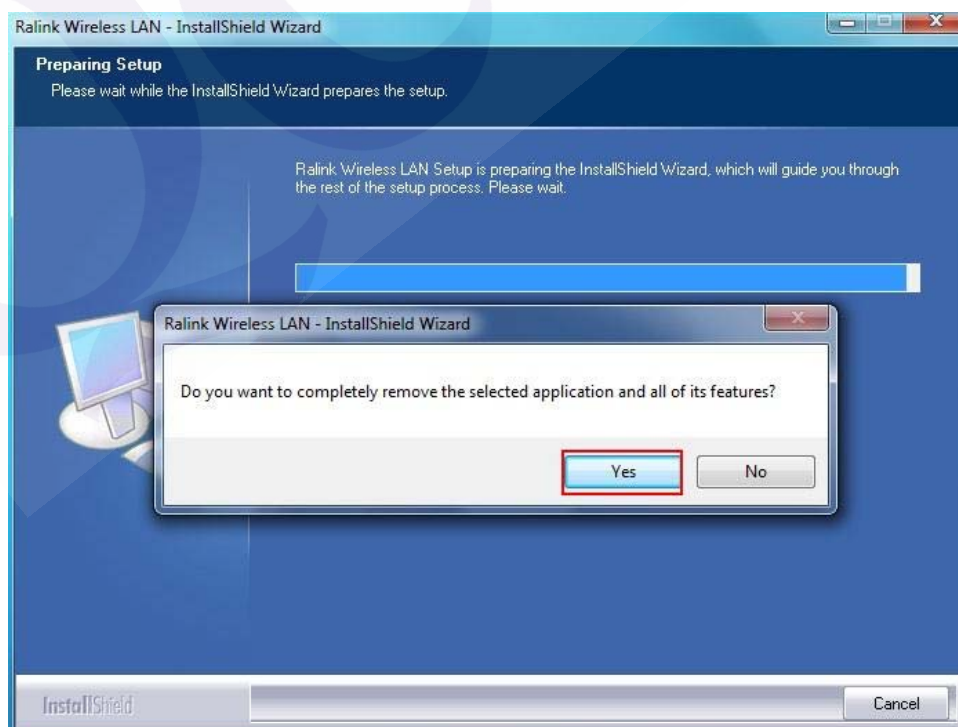 Ralink Wireless LAN - InstallShield Wizard
Preparing Setup
Please wait while the InstallShield Wizard prepares the setup.
Ralink Wireless LAN Setup is preparing the InstallShield Wizard, which will guide you through
the rest of the setup process. Please wait.
Ralink Wireless LAN - InstallShield Wizard
Do you want to completely remove the selected application and all of its features?
Yes
No
InstallShield
Cancel